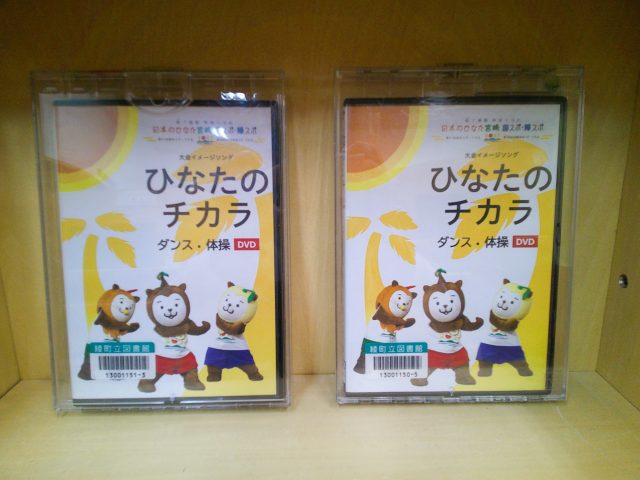 日本のひなた宮崎 国スポ・障スポ
大会イメージソング
ひなたの
チカラ
ダンス・体操 DVD
綾町立図書館
13001151-3
日本のひなた宮崎 国スポ・障スポ
大会イメージソング
ひなたの
チカラ
ダンス・体操 DVD
綾町立図書館
13001150-5